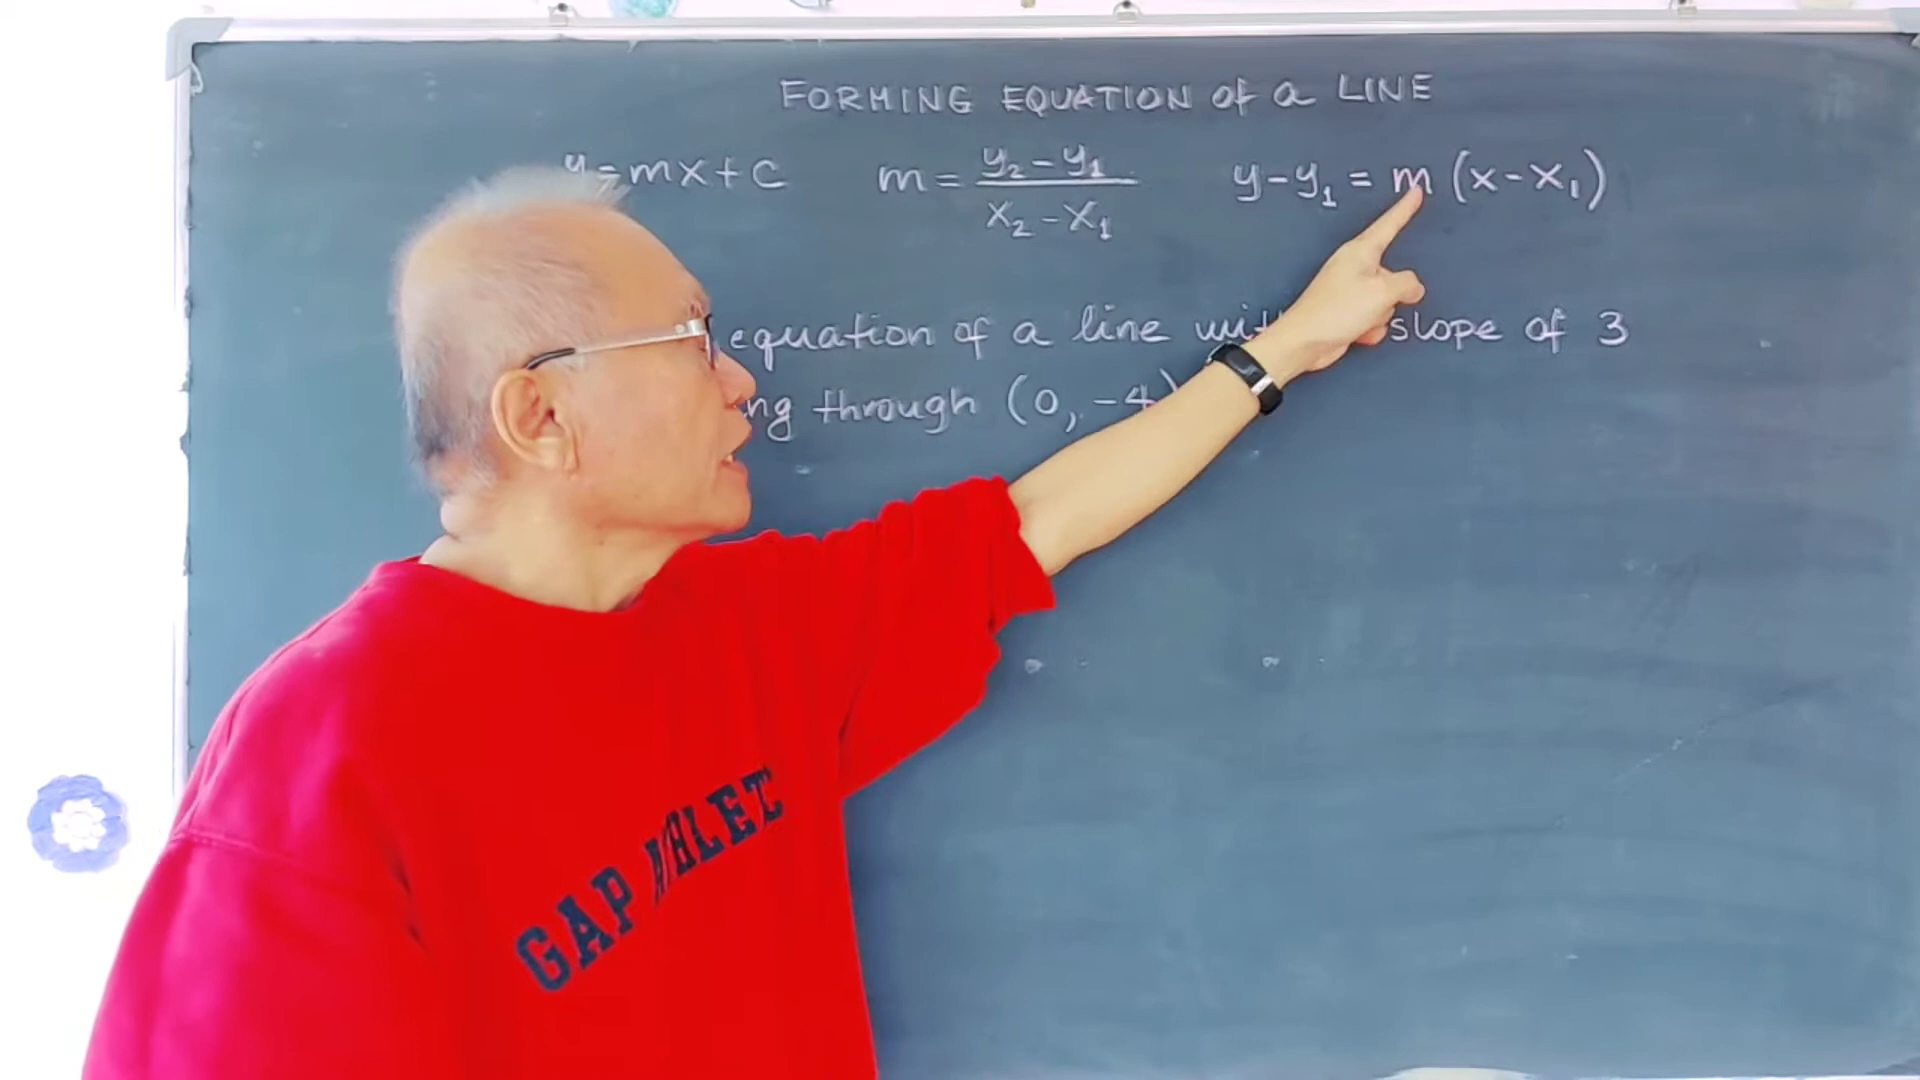 FORMING EQUATION of a LINE
y = mx + c
m = y₂ - y₁ / x₂ - x₁
y - y₁ = m (x - x₁)
equation of a line slope of 3
through (0, -4)
GAP